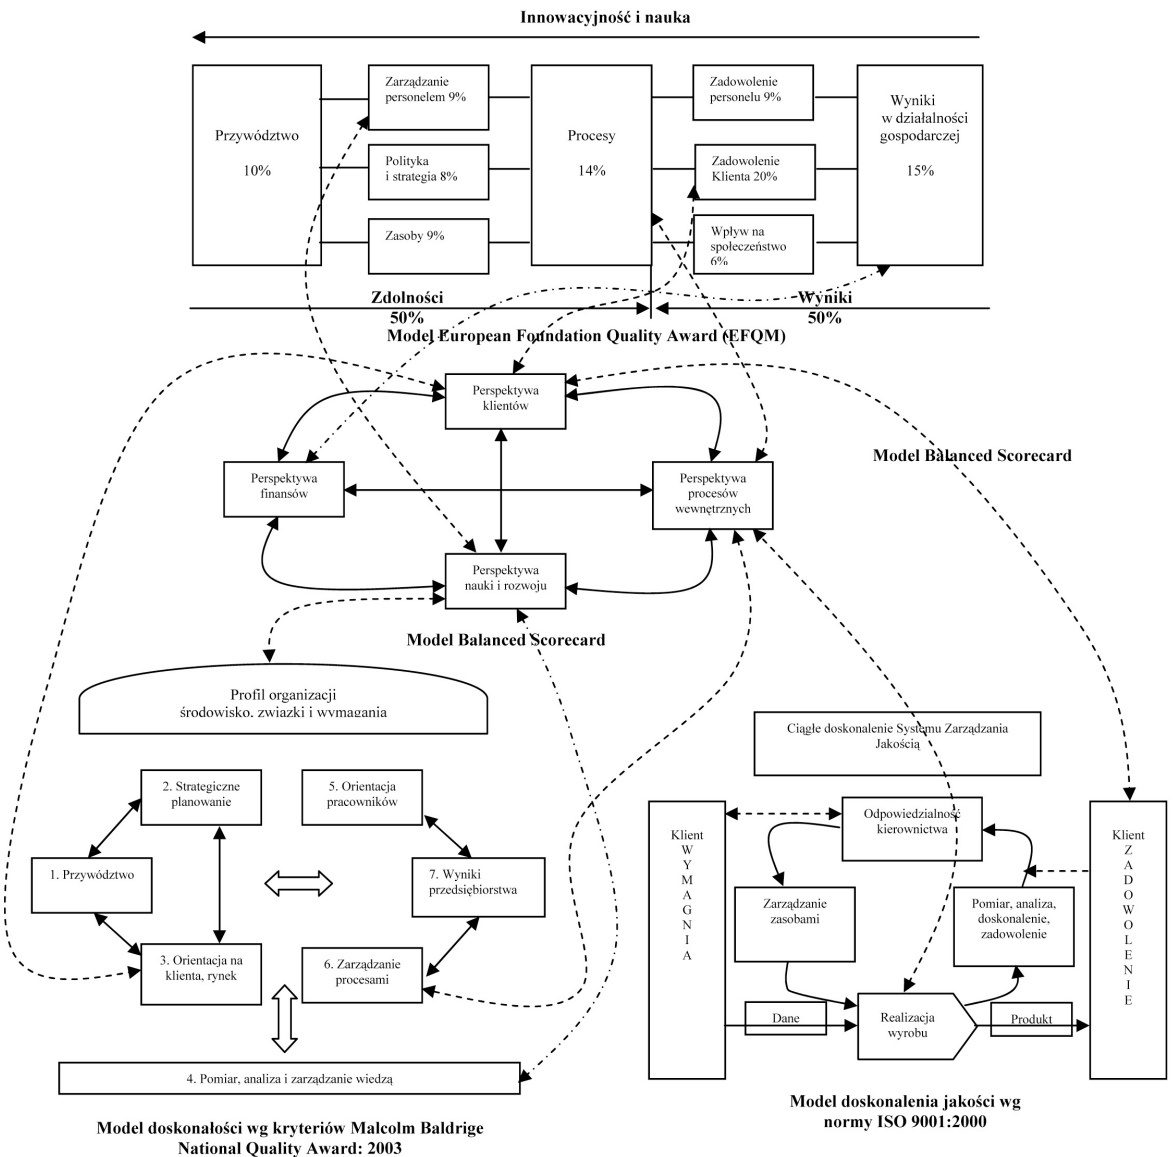 Innowacyjność i nauka
Przywództwo
10%
Zarządzanie
personelem 9%
Polityka
i strategia 8%
Zasoby 9%
Procesy
14%
Zadowolenie
personelu 9%
Zadowolenie
Klienta 20%
Wpływ na
społeczeństwo
6%
Wyniki
w działalności
gospodarczej
15%
Zdolności
50%
Wyniki
50%
Model European Foundation Quality Award (EFQM)
Perspektywa
klientów
Model Balanced Scorecard
Perspektywa
finansów
Perspektywa
procesów
wewnętrznych
Perspektywa
nauki i rozwoju
Model Balanced Scorecard
Profil organizacji
środowisko, związki i wymagania
2. Strategiczne
planowanie
5. Orientacja
pracowników
1. Przywództwo
7. Wyniki
przedsiębiorstwa
3. Orientacja na
klienta, rynek
6. Zarządzanie
procesami
4. Pomiar, analiza i zarządzanie wiedzą
Model doskonałości wg kryteriów Malcolm Baldrige
National Quality Award: 2003
Ciągłe doskonalenie Systemu Zarządzania
Jakością
Klient
W
Y
M
A
G
N
I
A
Odpowiedzialność
kierownictwa
Zarządzanie
zasobami
Pomiar, analiza,
doskonalenie,
zadowolenie
Dane
Realizacja
wyrobu
Produkt
Klient
Z
A
D
O
W
O
L
E
N
I
E
Model doskonalenia jakości wg
normy ISO 9001:2000